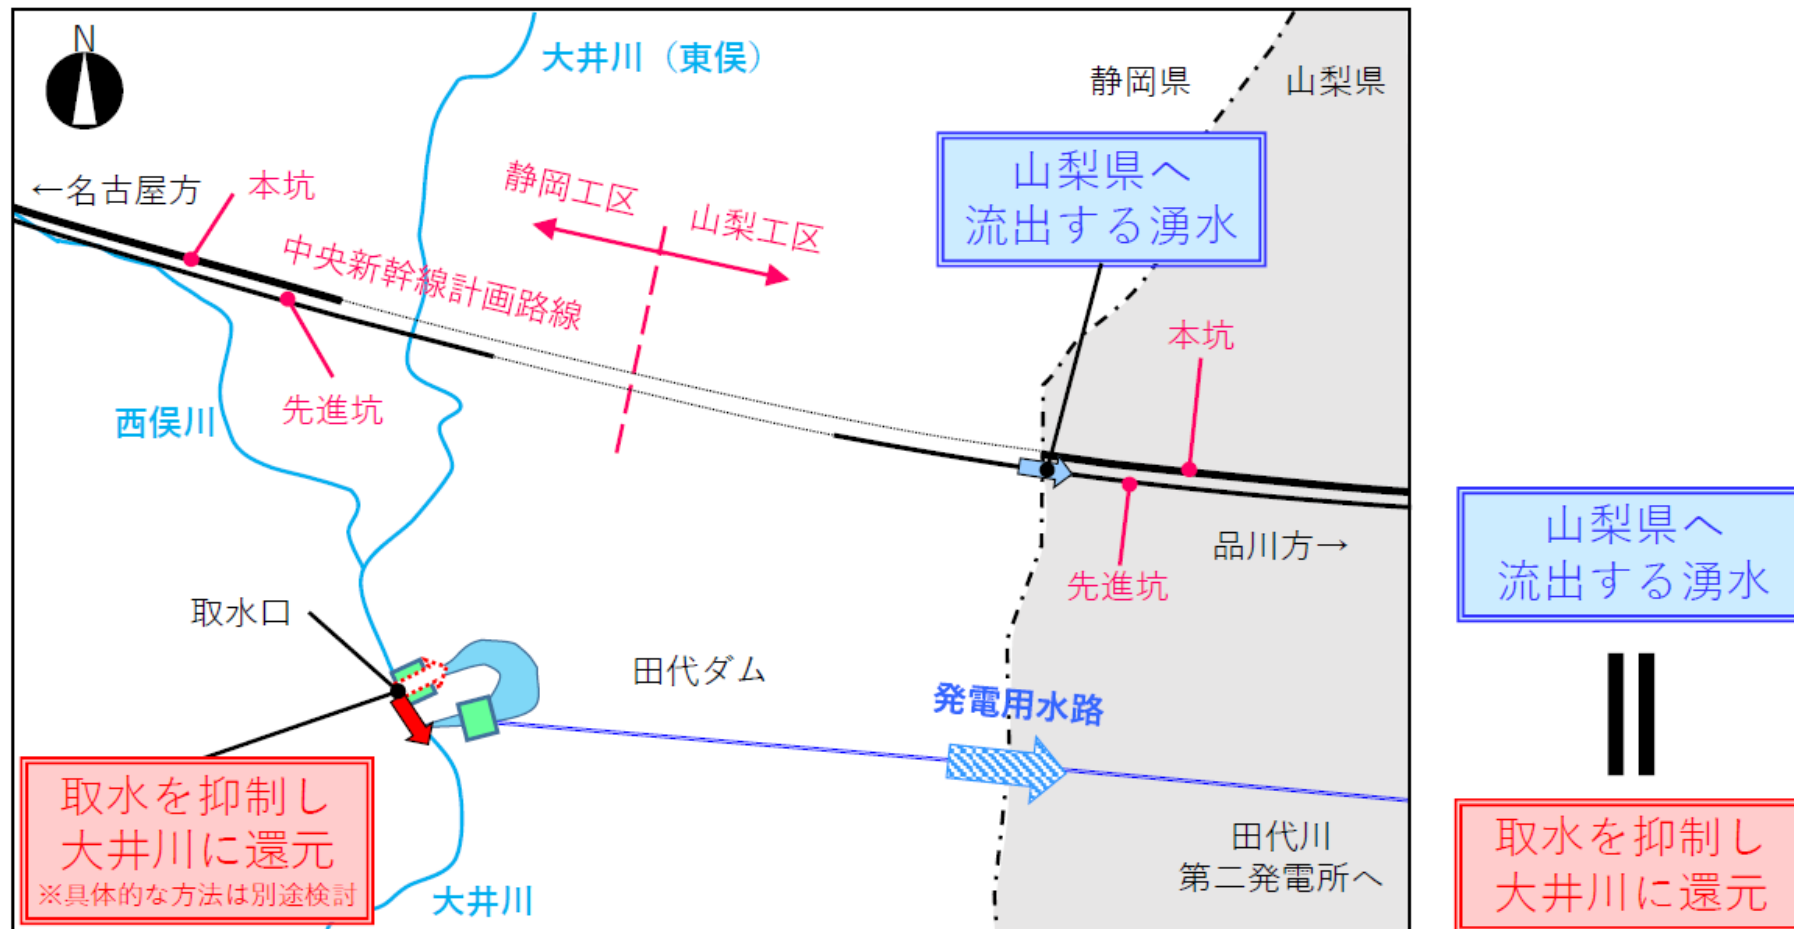 N
大井川（東俣）
静岡県
山梨県
山梨県へ
流出する湧水
←名古屋方
本坑
静岡工区
山梨工区
中央新幹線計画路線
本坑
先進坑
西俣川
品川方→
先進坑
山梨県へ
流出する湧水
取水口
田代ダム
発電用水路
取水を抑制し
大井川に還元
※具体的な方法は別途検討
大井川
田代川
第二発電所へ
取水を抑制し
大井川に還元